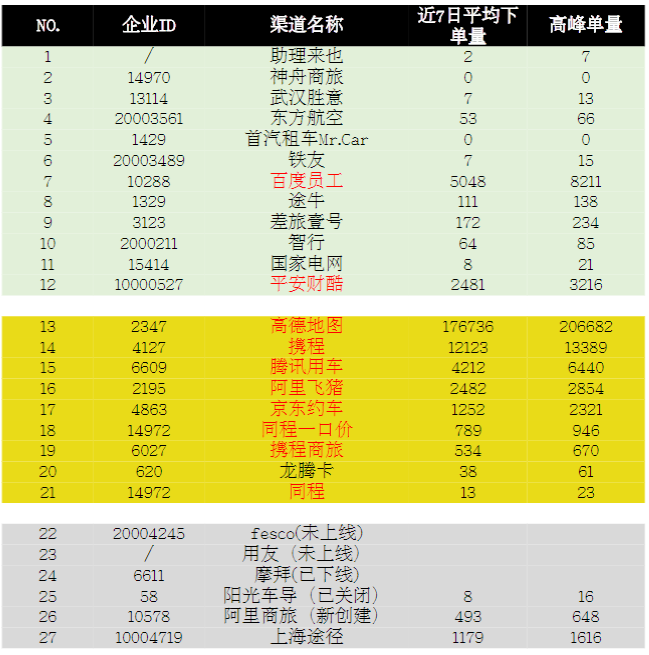 NO. 企业ID 渠道名称 近7日平均下单量 高峰单量
1 / 助理来也 2 7
2 14970 神舟商旅 0 0
3 13114 武汉胜意 7 13
4 20003561 东方航空 53 66
5 1429 首汽租车Mr.Car 0 0
6 20003489 铁友 7 15
7 10288 百度员工 5048 8211
8 1329 途牛 111 138
9 3123 差旅壹号 172 234
10 2000211 智行 64 85
11 15414 国家电网 8 21
12 10000527 平安财酷 2481 3216
13 2347 高德地图 176736 206682
14 4127 携程 12123 13389
15 6609 腾讯用车 4212 6440
16 2195 阿里飞猪 2482 2854
17 4863 京东约车 1252 2321
18 14972 同程一口价 789 946
19 6027 携程商旅 534 670
20 620 龙腾卡 38 61
21 14972 同程 13 23
22 20004245 fesco(未上线)
23 / 用友（未上线）
24 6611 摩拜(已下线)
25 58 阳光车导（已关闭） 8 16
26 10578 阿里商旅（新创建） 493 648
27 10004719 上海途径 1179 1616